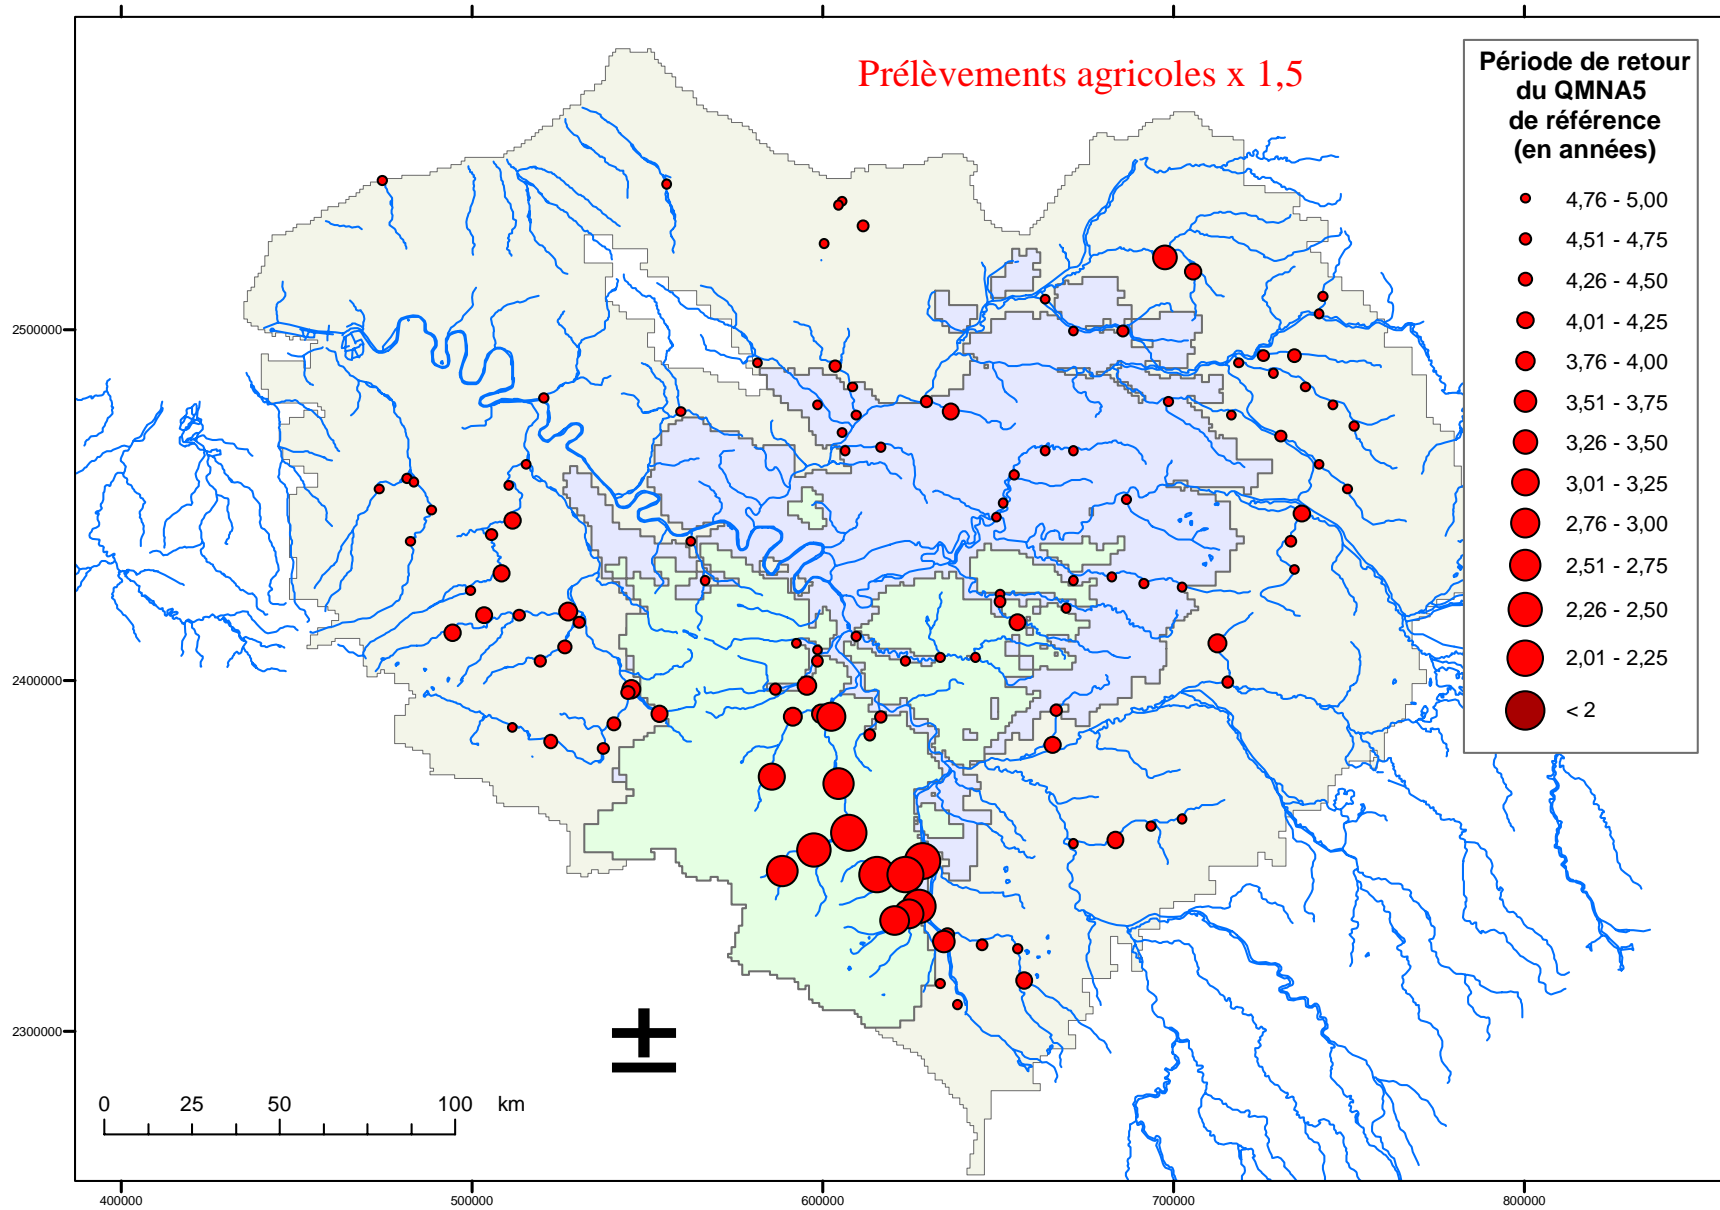 Prélèvements agricoles x 1,5
Période de retour
du QMNA5
de référence
(en années)
4,76 - 5,00
4,51 - 4,75
4,26 - 4,50
4,01 - 4,25
3,76 - 4,00
3,51 - 3,75
3,26 - 3,50
3,01 - 3,25
2,76 - 3,00
2,51 - 2,75
2,26 - 2,50
2,01 - 2,25
< 2
2500000
2400000
2300000
0 25 50 100 km
400000 500000 600000 700000 800000